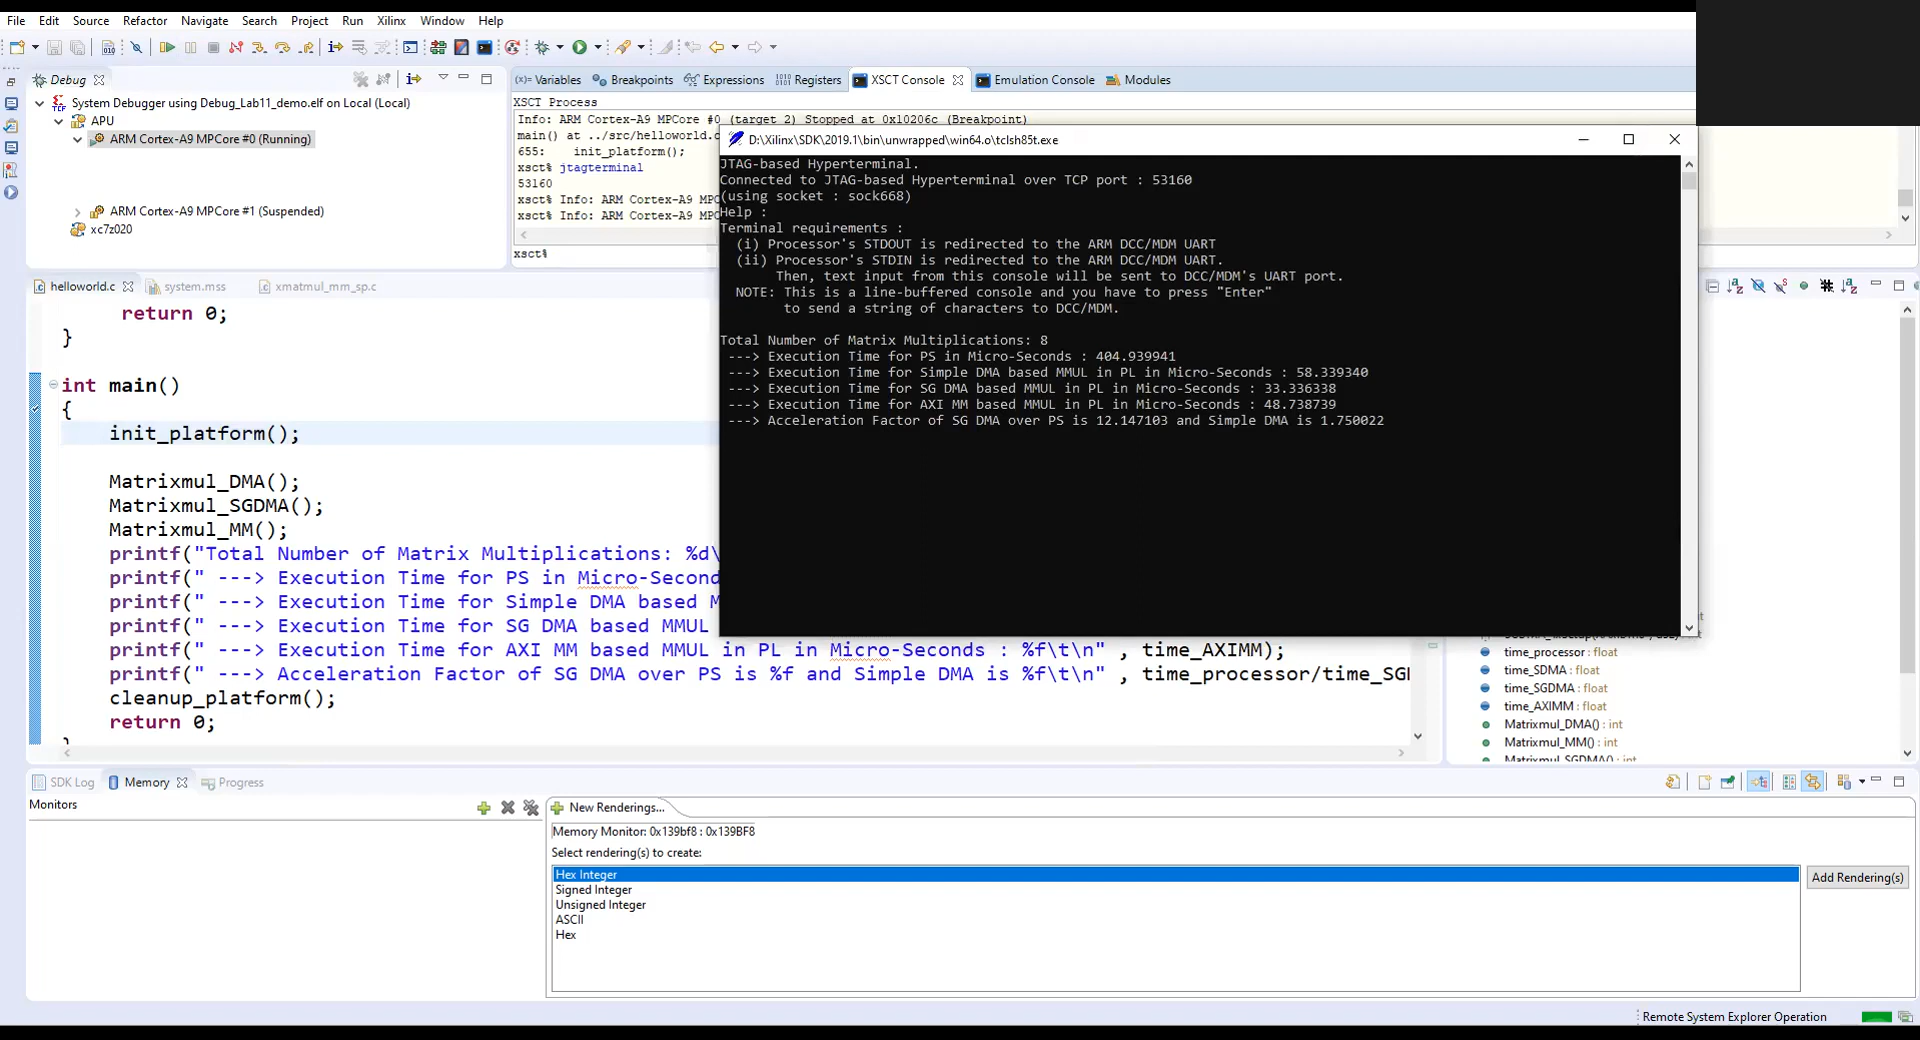 File Edit Source Refactor Navigate Search Project Run Xilinx Window Help
Debug
System Debugger using Debug_Lab11_demo.elf on Local (Local)
APU
ARM Cortex-A9 MPCore #0 (Running)
ARM Cortex-A9 MPCore #1 (Suspended)
xc7z020
(x)= Variables Breakpoints Expressions Registers XSCT Console Emulation Console Modules
XSCT Process
Info: ARM Cortex-A9 MPCore #0 (target 2) Stopped at 0x10206c (Breakpoint)
main() at ../src/helloworld.c
655: init_platform();
xsct% jtagterminal
53160
xsct% Info: ARM Cortex-A9 MPC
xsct% Info: ARM Cortex-A9 MPC
xsct%
D:\Xilinx\SDK\2019.1\bin\unwrapped\win64.o\tclsh85t.exe
JTAG-based Hyperterminal.
Connected to JTAG-based Hyperterminal over TCP port : 53160
(using socket : sock668)
Help :
Terminal requirements :
(i) Processor's STDOUT is redirected to the ARM DCC/MDM UART
(ii) Processor's STDIN is redirected to the ARM DCC/MDM UART.
Then, text input from this console will be sent to DCC/MDM's UART port.
NOTE: This is a line-buffered console and you have to press "Enter"
to send a string of characters to DCC/MDM.
Total Number of Matrix Multiplications: 8
---> Execution Time for PS in Micro-Seconds : 404.939941
---> Execution Time for Simple DMA based MMUL in PL in Micro-Seconds : 58.339340
---> Execution Time for SG DMA based MMUL in PL in Micro-Seconds : 33.336338
---> Execution Time for AXI MM based MMUL in PL in Micro-Seconds : 48.738739
---> Acceleration Factor of SG DMA over PS is 12.147103 and Simple DMA is 1.750022
helloworld.c system.mss xmatmul_mm_sp.c
return 0;
}
int main()
{
init_platform();
Matrixmul_DMA();
Matrixmul_SGDMA();
Matrixmul_MM();
printf("Total Number of Matrix Multiplications: %d\
printf(" ---> Execution Time for PS in Micro-Second
printf(" ---> Execution Time for Simple DMA based M
printf(" ---> Execution Time for SG DMA based MMUL
printf(" ---> Execution Time for AXI MM based MMUL in PL in Micro-Seconds : %f\t\n" , time_AXIMM);
printf(" ---> Acceleration Factor of SG DMA over PS is %f and Simple DMA is %f\t\n" , time_processor/time_SG
cleanup_platform();
return 0;
}
time_processor : float
time_SDMA : float
time_SGDMA : float
time_AXIMM : float
Matrixmul_DMA() : int
Matrixmul_MM() : int
Matrixmul_SGDMA() : int
SDK Log Memory Progress
Monitors
New Renderings...
Memory Monitor: 0x139bf8 : 0x139BF8
Select rendering(s) to create:
Hex Integer
Signed Integer
Unsigned Integer
ASCII
Hex
Add Rendering(s)
Remote System Explorer Operation